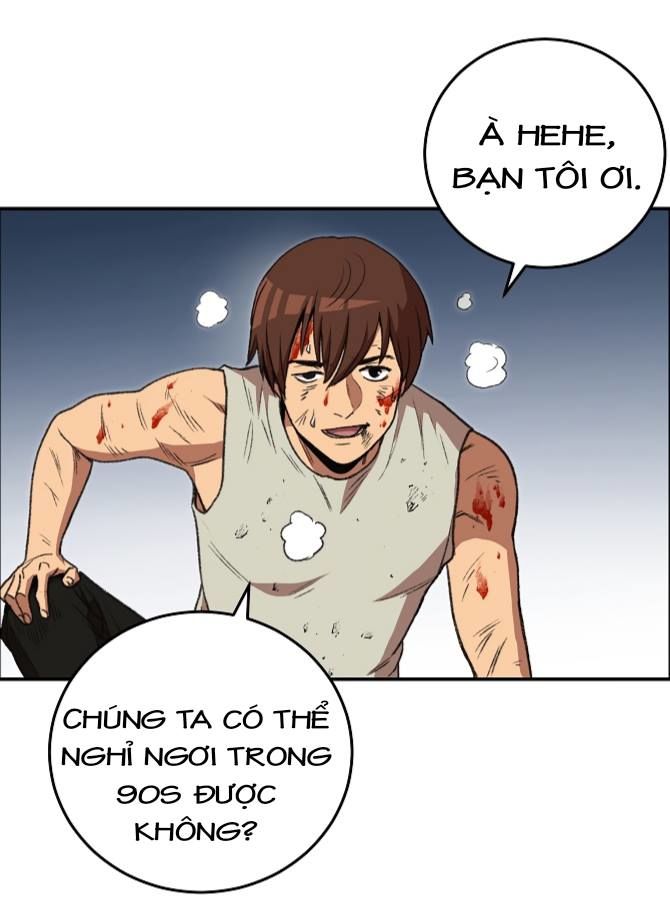 À HEHE,
BẠN TÔI ƠI.
CHÚNG TA CÓ THỂ
NGHỈ NGƠI TRONG
90S ĐƯỢC
KHÔNG?